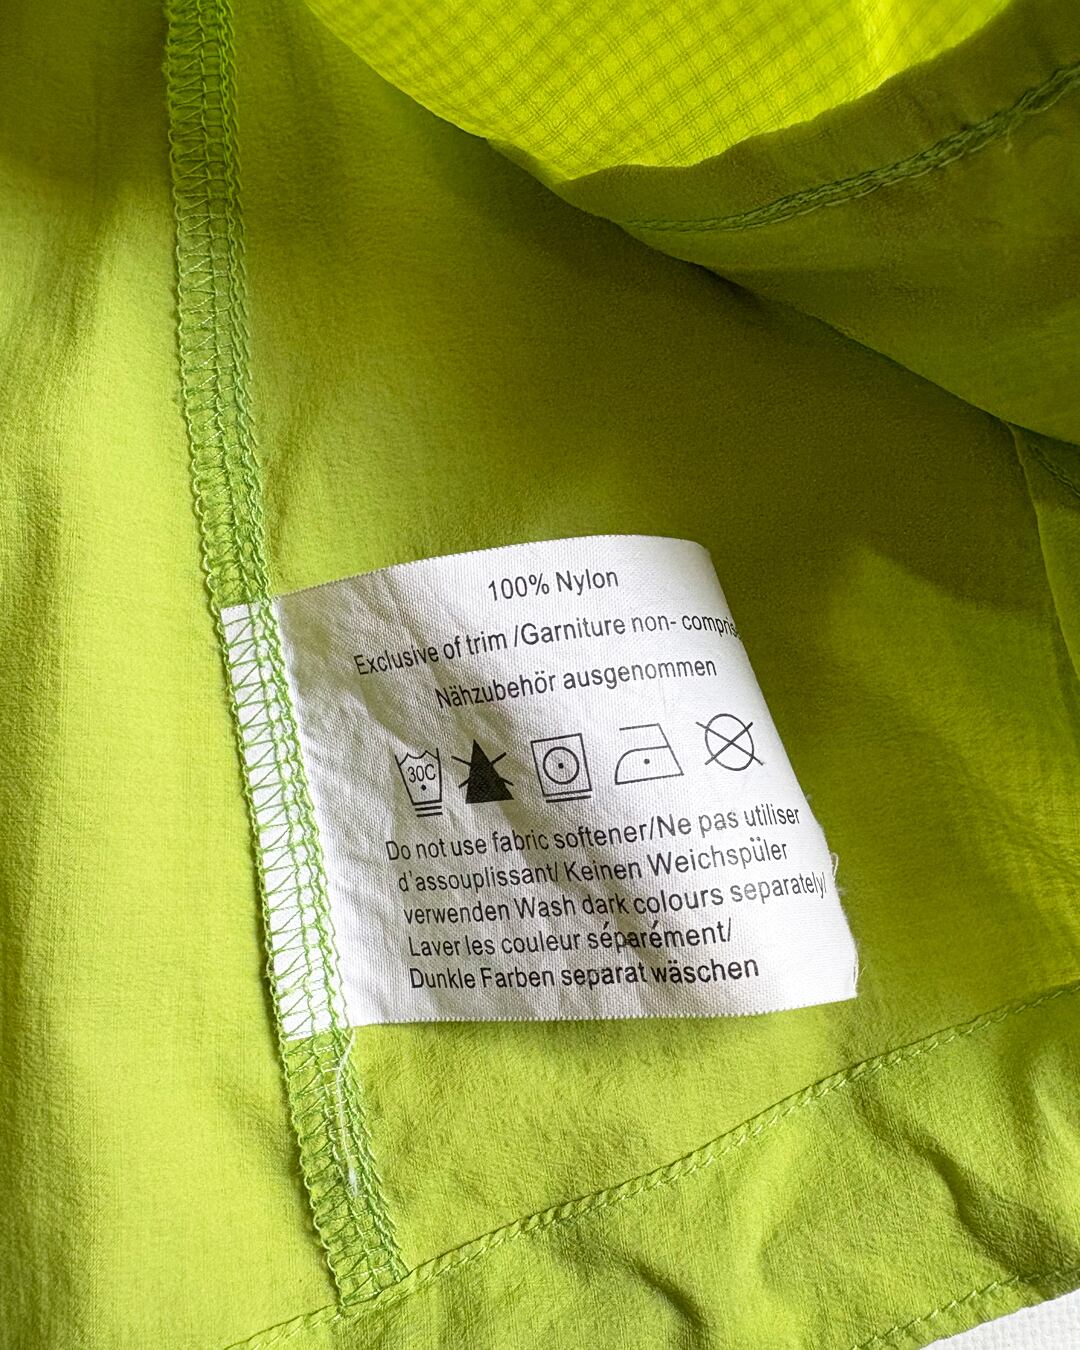 100% Nylon
Exclusive of trim /Garniture non- compris
Nähzubehör ausgenommen
30C
Do not use fabric softener/Ne pas utiliser
d'assouplissant/ Keinen Weichspüler
verwenden Wash dark colours separately/
Laver les couleur séparément/
Dunkle Farben separat wäschen